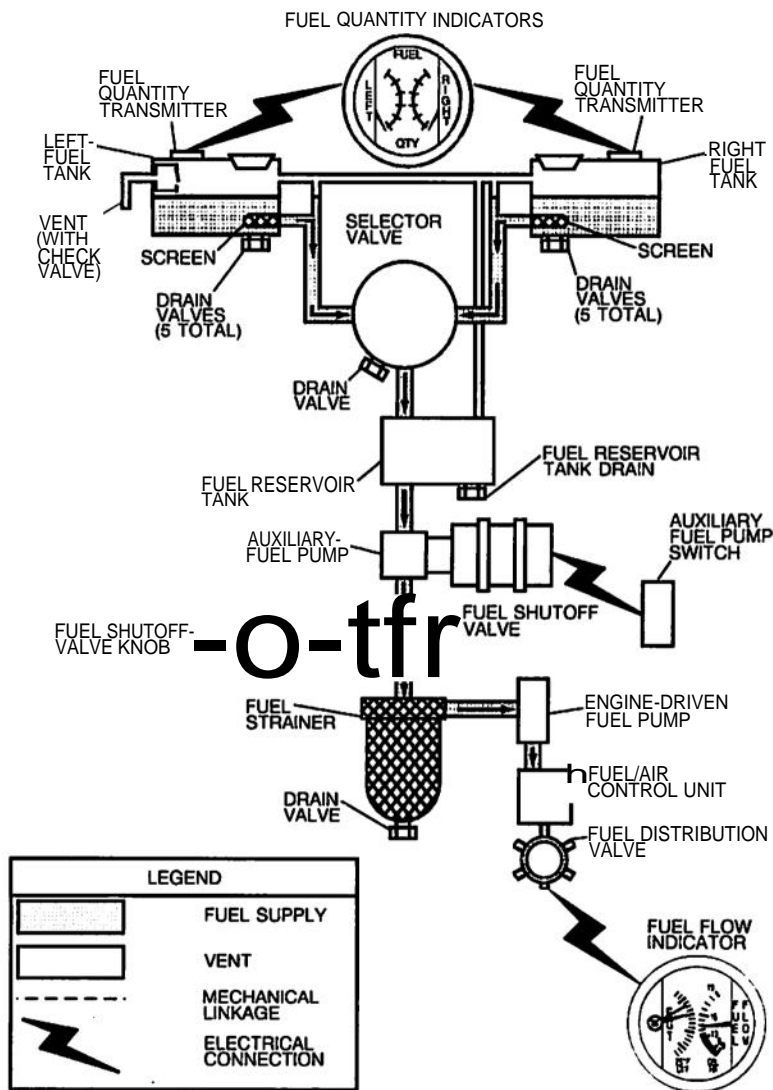 FUEL QUANTITY INDICATORS
FUEL
QUANTITY
TRANSMITTER
FUEL
LEFT
RIGHT
QTY
FUEL
QUANTITY
TRANSMITTER
LEFT-
FUEL
TANK
RIGHT
FUEL
TANK
VENT
(WITH
CHECK
VALVE)
SCREEN
SELECTOR
VALVE
SCREEN
DRAIN
VALVES
(5 TOTAL)
DRAIN
VALVES
(5 TOTAL)
DRAIN
VALVE
FUEL RESERVOIR
TANK
FUEL RESERVOIR
TANK DRAIN
AUXILIARY-
FUEL PUMP
AUXILIARY
FUEL PUMP
SWITCH
FUEL SHUTOFF-
VALVE KNOB
-o-tfr
FUEL SHUTOFF
VALVE
FUEL
STRAINER
ENGINE-DRIVEN
FUEL PUMP
DRAIN
VALVE
FUEL/AIR
CONTROL UNIT
FUEL DISTRIBUTION
VALVE
LEGEND
FUEL SUPPLY
VENT
MECHANICAL
LINKAGE
ELECTRICAL
CONNECTION
FUEL FLOW
INDICATOR
FUEL
FLOW